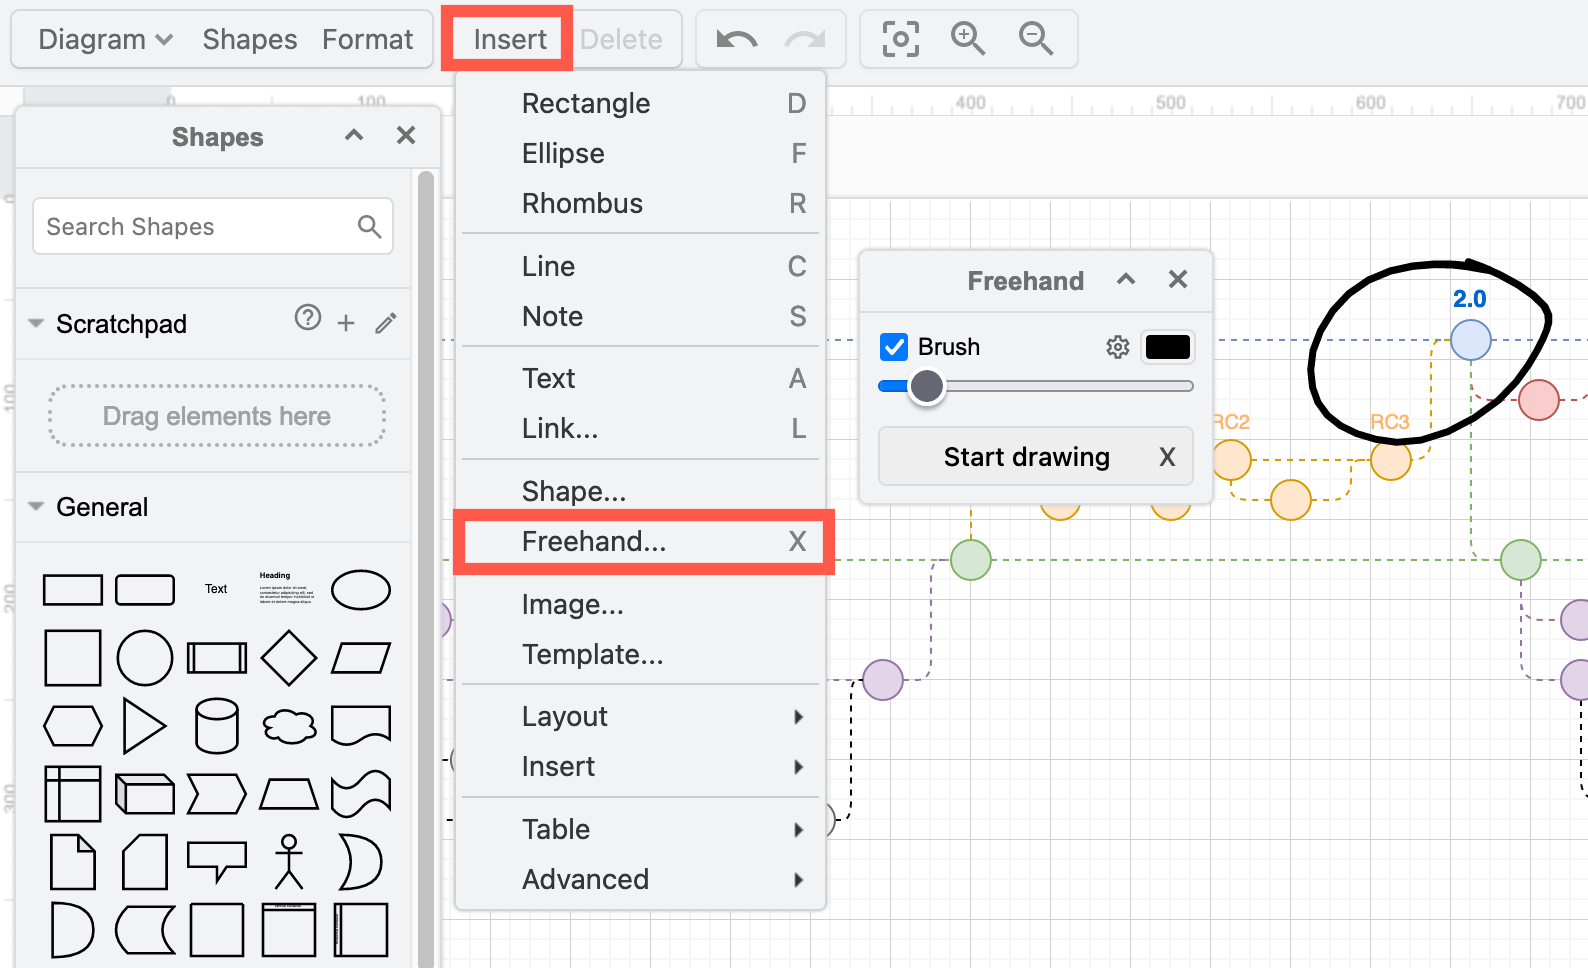 Diagram Shapes Format Insert Delete
0 100 400 500 600 700
Shapes
Search Shapes
Scratchpad
Drag elements here
General
Text
Heading
0
100
200
300
Rectangle D
Ellipse F
Rhombus R
Line C
Note S
Text A
Link... L
Shape...
Freehand... X
Image...
Template...
Layout
Insert
Table
Advanced
Freehand
Brush
Start drawing X
2.0
RC2
RC3